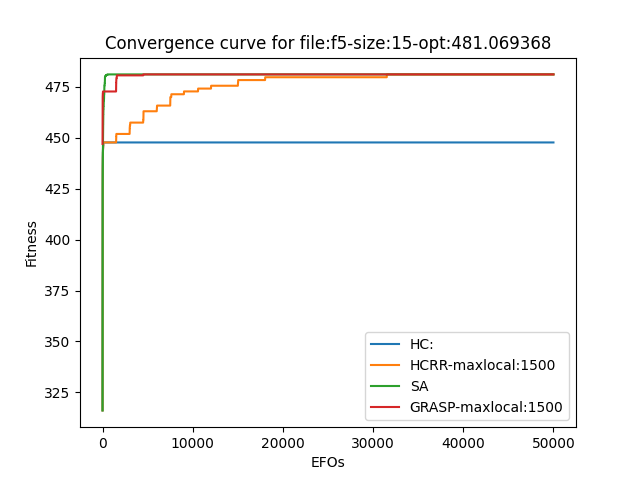 Convergence curve for file:f5-size:15-opt:481.069368
Fitness
475
450
425
400
375
350
325
0
10000
20000
30000
40000
50000
EFOs
HC:
HCRR-maxlocal:1500
SA
GRASP-maxlocal:1500